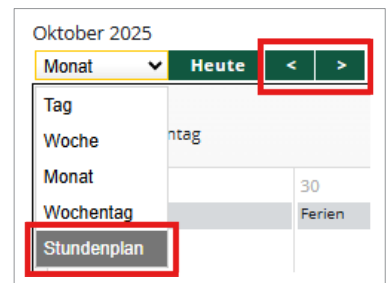 Oktober 2025
Monat Heute < >
Tag
Woche
ntag
Monat
30
Wochentag
Ferien
Stundenplan